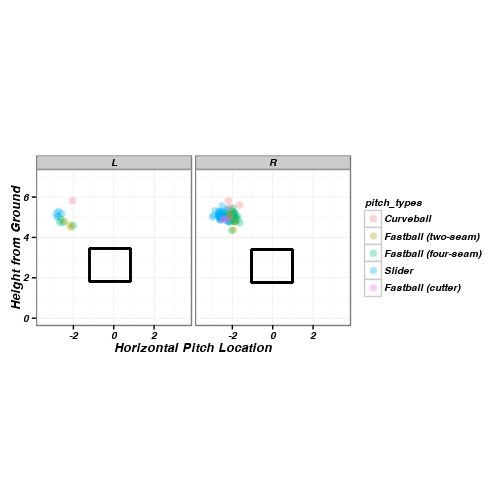 L R
Height from Ground
6
4
2
0
-2 0 2 -2 0 2
Horizontal Pitch Location
pitch_types
Curveball
Fastball (two-seam)
Fastball (four-seam)
Slider
Fastball (cutter)